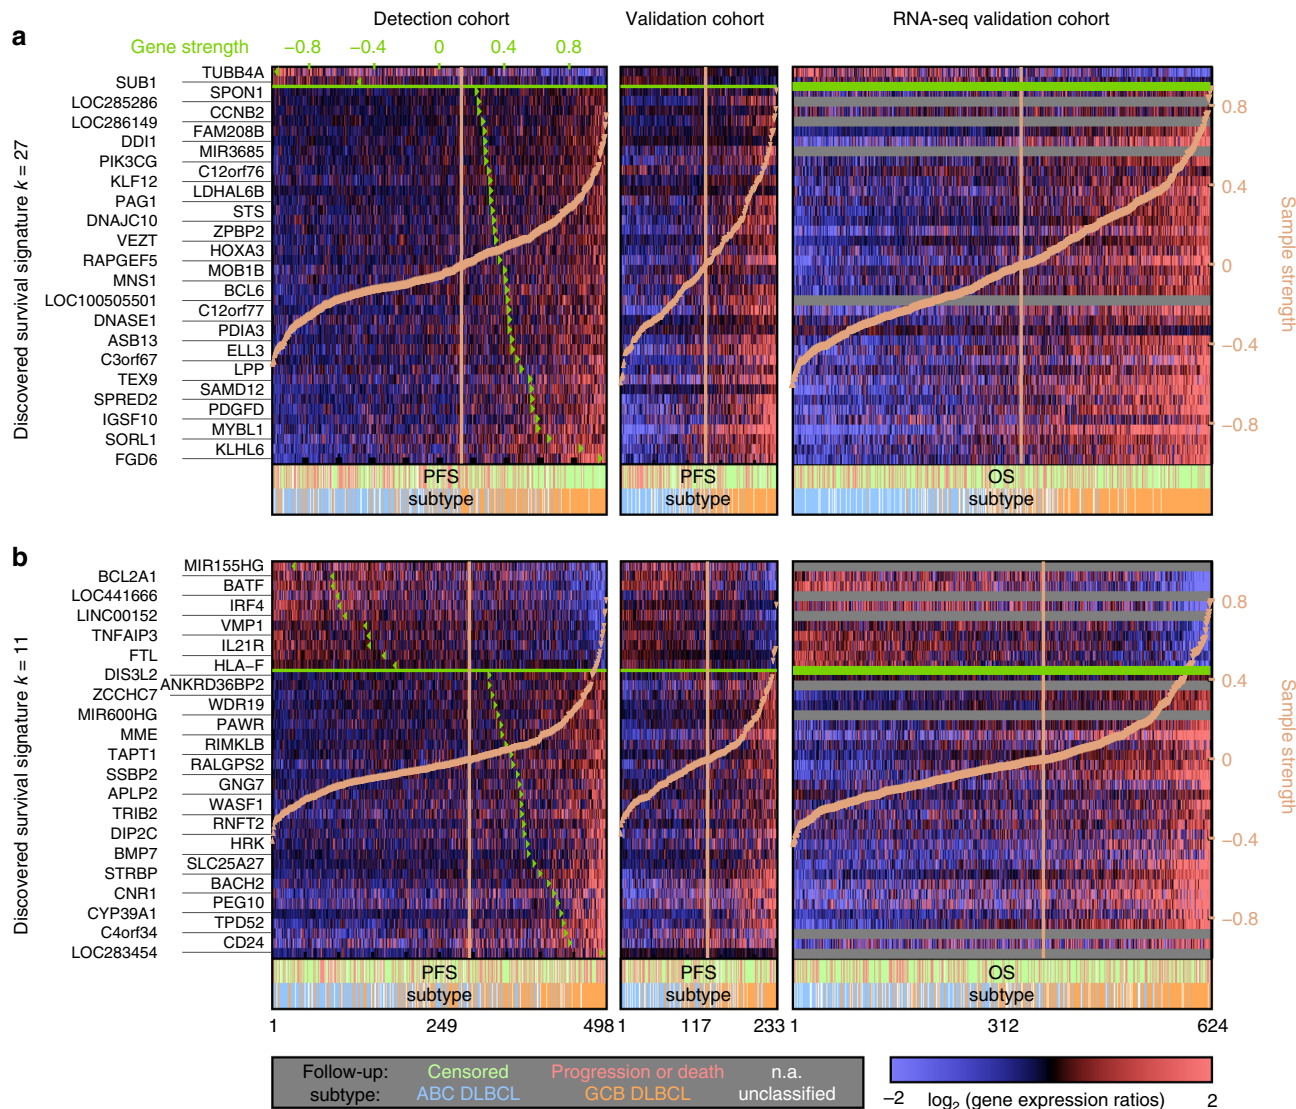 Detection cohort
Validation cohort
RNA-seq validation cohort
a
Gene strength
−0.8
−0.4
0
0.4
0.8
Discovered survival signature k = 27
TUBB4A
SUB1
SPON1
LOC285286
CCNB2
LOC286149
FAM208B
DDI1
MIR3685
PIK3CG
C12orf76
KLF12
LDHAL6B
PAG1
STS
DNAJC10
ZPBP2
VEZT
HOXA3
RAPGEF5
MOB1B
MNS1
BCL6
LOC100505501
C12orf77
DNASE1
PDIA3
ASB13
ELL3
C3orf67
LPP
TEX9
SAMD12
SPRED2
PDGFD
IGSF10
MYBL1
SORL1
KLHL6
FGD6
0.8
0.4
0
−0.4
−0.8
Sample strength
PFS
subtype
PFS
subtype
OS
subtype
b
Discovered survival signature k = 11
MIR155HG
BCL2A1
BATF
LOC441666
IRF4
LINC00152
VMP1
TNFAIP3
IL21R
FTL
HLA−F
DIS3L2
ANKRD36BP2
ZCCHC7
WDR19
MIR600HG
PAWR
MME
RIMKLB
TAPT1
RALGPS2
SSBP2
GNG7
APLP2
WASF1
TRIB2
RNFT2
DIP2C
HRK
BMP7
SLC25A27
STRBP
BACH2
CNR1
PEG10
CYP39A1
TPD52
C4orf34
CD24
LOC283454
0.8
0.4
0
−0.4
−0.8
Sample strength
PFS
subtype
PFS
subtype
OS
subtype
1 249 498
1 117 233
1 312 624
Follow-up: Censored Progression or death n.a.
subtype: ABC DLBCL GCB DLBCL unclassified
−2 log2 (gene expression ratios) 2